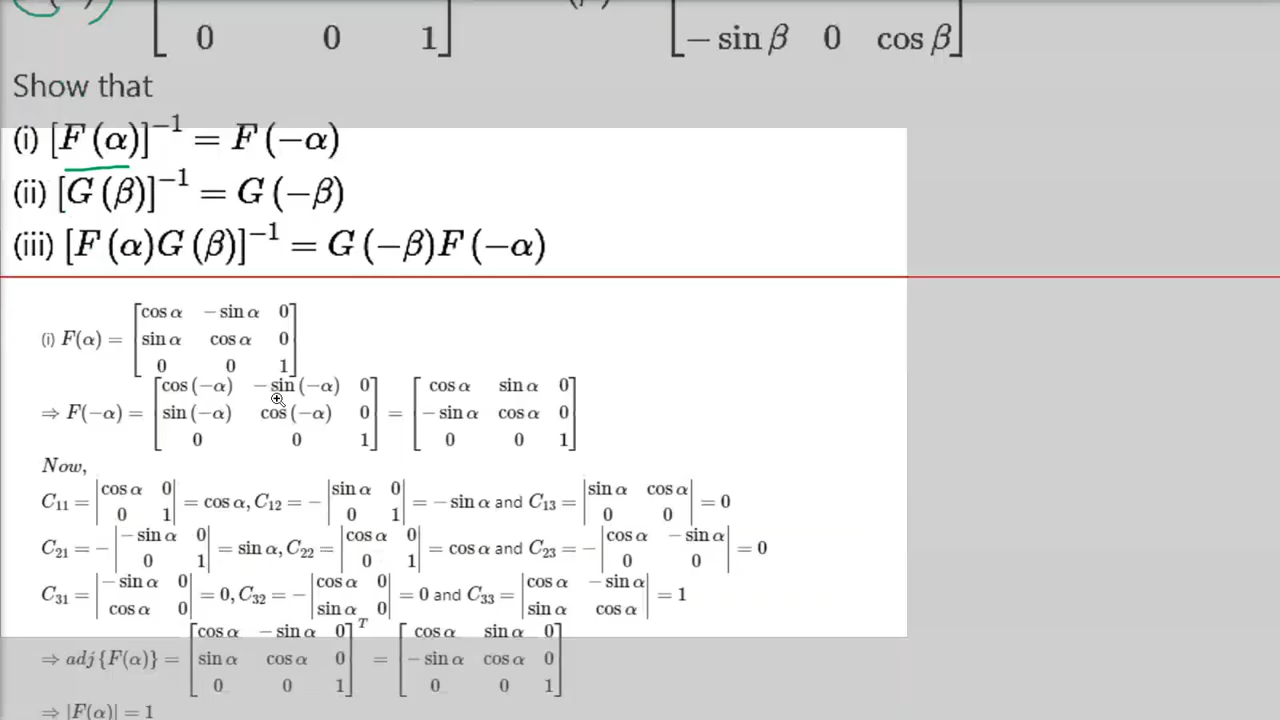 0 0 1] [− sin β 0 cos β]
Show that
(i) [F (α)]⁻¹ = F (−α)
(ii) [G (β)]⁻¹ = G (−β)
(iii) [F (α)G (β)]⁻¹ = G (−β)F (−α)
(i) F(α) = [cos α − sin α 0; sin α cos α 0; 0 0 1]
⇒ F(−α) = [cos (−α) − sin (−α) 0; sin (−α) cos (−α) 0; 0 0 1] = [cos α sin α 0; − sin α cos α 0; 0 0 1]
Now,
C₁₁ = |cos α 0; 0 1| = cos α, C₁₂ = − |sin α 0; 0 1| = − sin α and C₁₃ = |sin α cos α; 0 0| = 0
C₂₁ = − |− sin α 0; 0 1| = sin α, C₂₂ = |cos α 0; 0 1| = cos α and C₂₃ = − |cos α − sin α; 0 0| = 0
C₃₁ = |− sin α 0; cos α 0| = 0, C₃₂ = − |cos α 0; sin α 0| = 0 and C₃₃ = |cos α − sin α; sin α cos α| = 1
⇒ adj{F(α)} = [cos α − sin α 0; sin α cos α 0; 0 0 1]ᵀ = [cos α sin α 0; − sin α cos α 0; 0 0 1]
⇒ |F(α)| = 1